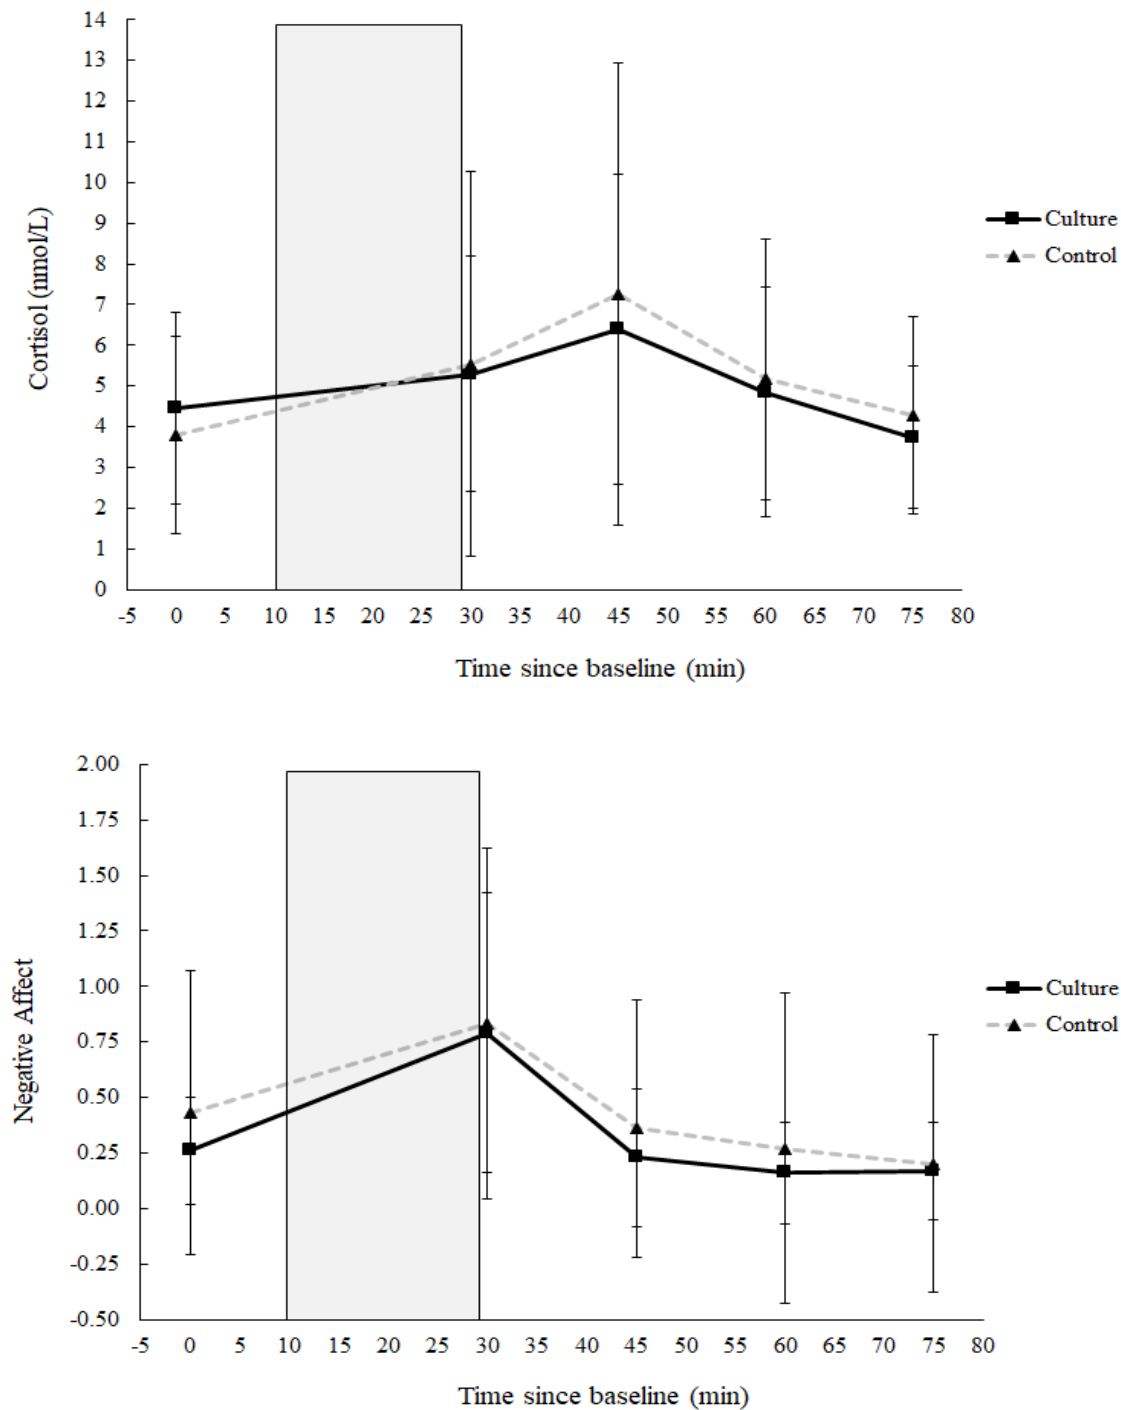 14
13
12
11
10
9
8
7
6
5
4
3
2
1
0
Cortisol (nmol/L)
-5 0 5 10 15 20 25 30 35 40 45 50 55 60 65 70 75 80
Time since baseline (min)
Culture
Control
2.00
1.75
1.50
1.25
1.00
0.75
0.50
0.25
0.00
-0.25
-0.50
Negative Affect
-5 0 5 10 15 20 25 30 35 40 45 50 55 60 65 70 75 80
Time since baseline (min)
Culture
Control